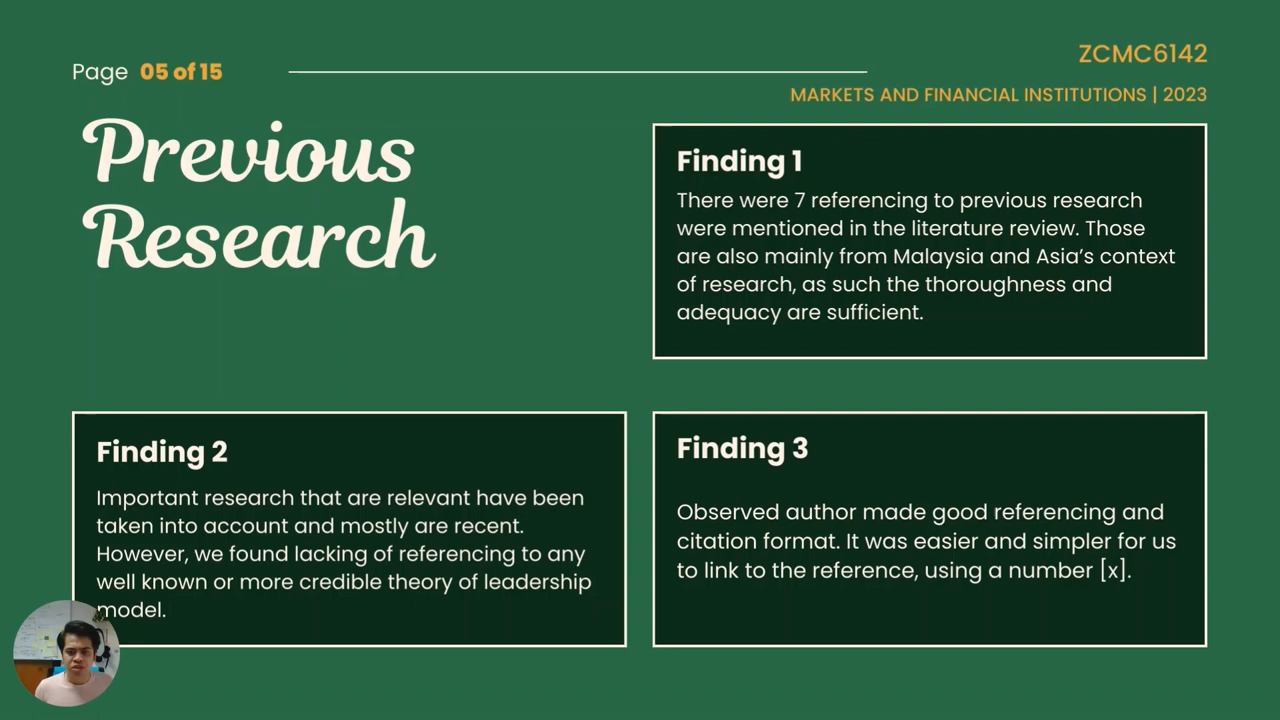 Page 05 of 15
ZCMC6142
MARKETS AND FINANCIAL INSTITUTIONS | 2023
Previous
Research
Finding 1
There were 7 referencing to previous research
were mentioned in the literature review. Those
are also mainly from Malaysia and Asia's context
of research, as such the thoroughness and
adequacy are sufficient.
Finding 2
Important research that are relevant have been
taken into account and mostly are recent.
However, we found lacking of referencing to any
well known or more credible theory of leadership
model.
Finding 3
Observed author made good referencing and
citation format. It was easier and simpler for us
to link to the reference, using a number [x].